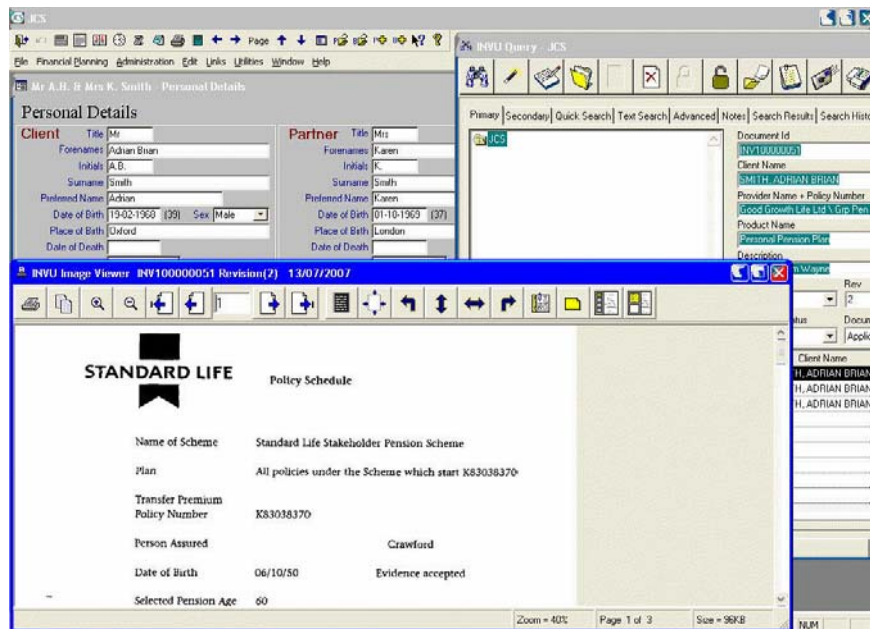 JCS
Page
File Financial Planning Administration Edit Links Utilities Window Help
Mr A.H. & Mrs K. Smith - Personal Details
Personal Details
Client Title Mr
Forenames Adrian Brian
Initials A.B.
Surname Smith
Preferred Name Adrian
Date of Birth 19-02-1968 (39) Sex Male
Place of Birth Oxford
Date of Death
Partner Title Mrs
Forenames Karen
Initials K.
Surname Smith
Preferred Name Karen
Date of Birth 01-10-1969 (37)
Place of Birth London
Date of Death
INVU Query - JCS
Primary Secondary Quick Search Text Search Advanced Notes Search Results Search Histo
JCS
Document Id
INV100000051
Client Name
SMITH, ADRIAN BRIAN
Provider Name + Policy Number
Good Growth Life Ltd \ Grp Pen
Product Name
Personal Pension Plan
Description
Wayne
Rev
2
atus Docum
Applic
Client Name
H, ADRIAN BRIAN
H, ADRIAN BRIAN
H, ADRIAN BRIAN
NUM
INVU Image Viewer INV100000051 Revision(2) 13/07/2007
1
STANDARD LIFE
Policy Schedule
Name of Scheme Standard Life Stakeholder Pension Scheme
Plan All policies under the Scheme which start K83038370
Transfer Premium
Policy Number K83038370
Person Assured Crawford
Date of Birth 06/10/50 Evidence accepted
Selected Pension Age 60
Zoom = 40% Page 1 of 3 Size = 96KB